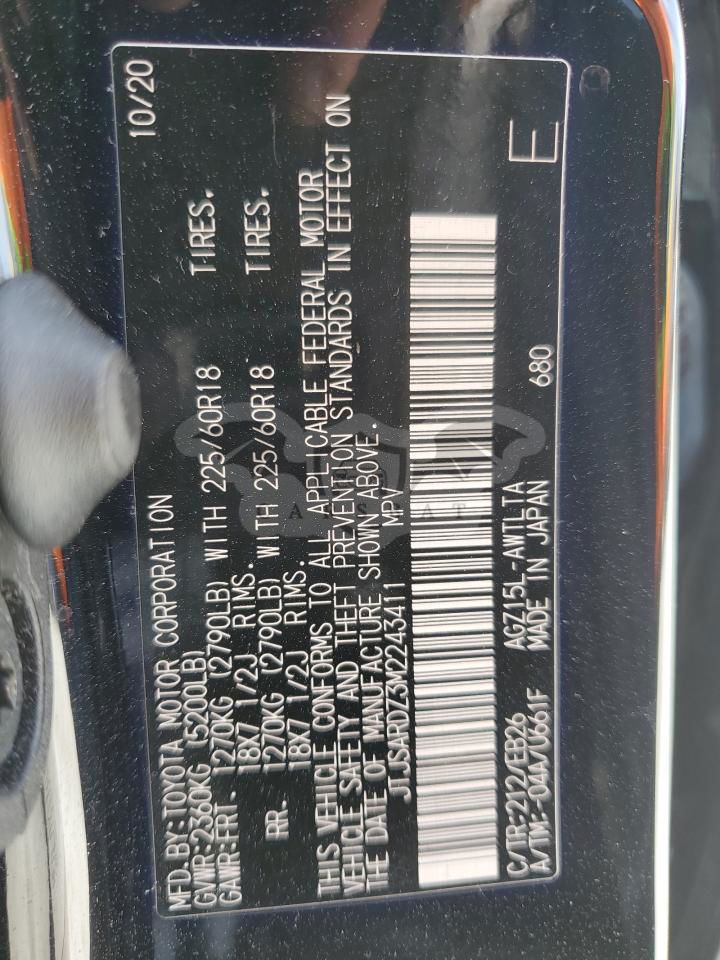 MFD. BY:TOYOTA MOTOR CORPORATION 10/20
GVWR:2360KG (5200LB)
GAWR:FRT. 1270KG (2790LB) WITH 225/60R18 TIRES.
18X7 1/2J RIMS.
RR. 1270KG (2790LB) WITH 225/60R18 TIRES.
18X7 1/2J RIMS.
THIS VEHICLE CONFORMS TO ALL APPLICABLE FEDERAL MOTOR
VEHICLE SAFETY AND THEFT PREVENTION STANDARDS IN EFFECT ON
THE DATE OF MANUFACTURE SHOWN ABOVE.
JTJSARDZ3M2243411 MPV
C/TR:212/EB26 AGZ15L-AWTLTA 680 E
A/TM:-04A/U661F MADE IN JAPAN